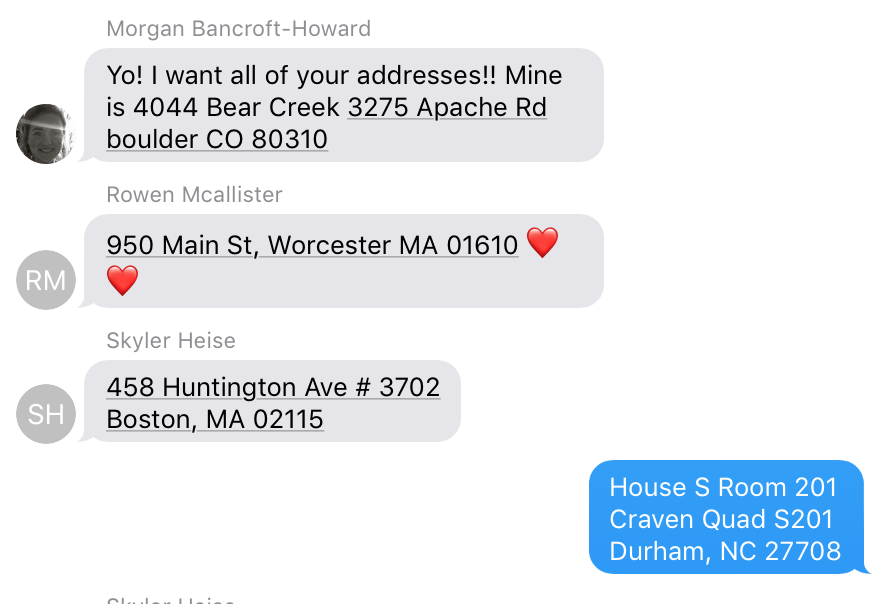 Morgan Bancroft-Howard
Yo! I want all of your addresses!! Mine
is 4044 Bear Creek 3275 Apache Rd
boulder CO 80310
Rowen Mcallister
950 Main St, Worcester MA 01610 ❤️
❤️
RM
Skyler Heise
458 Huntington Ave # 3702
Boston, MA 02115
SH
House S Room 201
Craven Quad S201
Durham, NC 27708
Skyler Heise